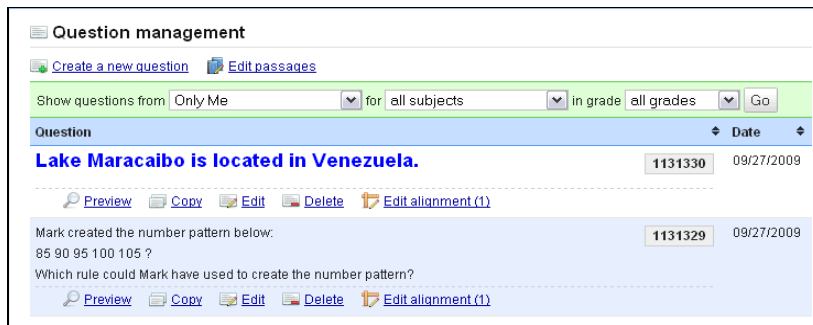 Question management
Create a new question Edit passages
Show questions from Only Me for all subjects in grade all grades Go
Question Date
Lake Maracaibo is located in Venezuela. 1131330 09/27/2009
Preview Copy Edit Delete Edit alignment (1)
Mark created the number pattern below: 1131329 09/27/2009
85 90 95 100 105 ?
Which rule could Mark have used to create the number pattern?
Preview Copy Edit Delete Edit alignment (1)